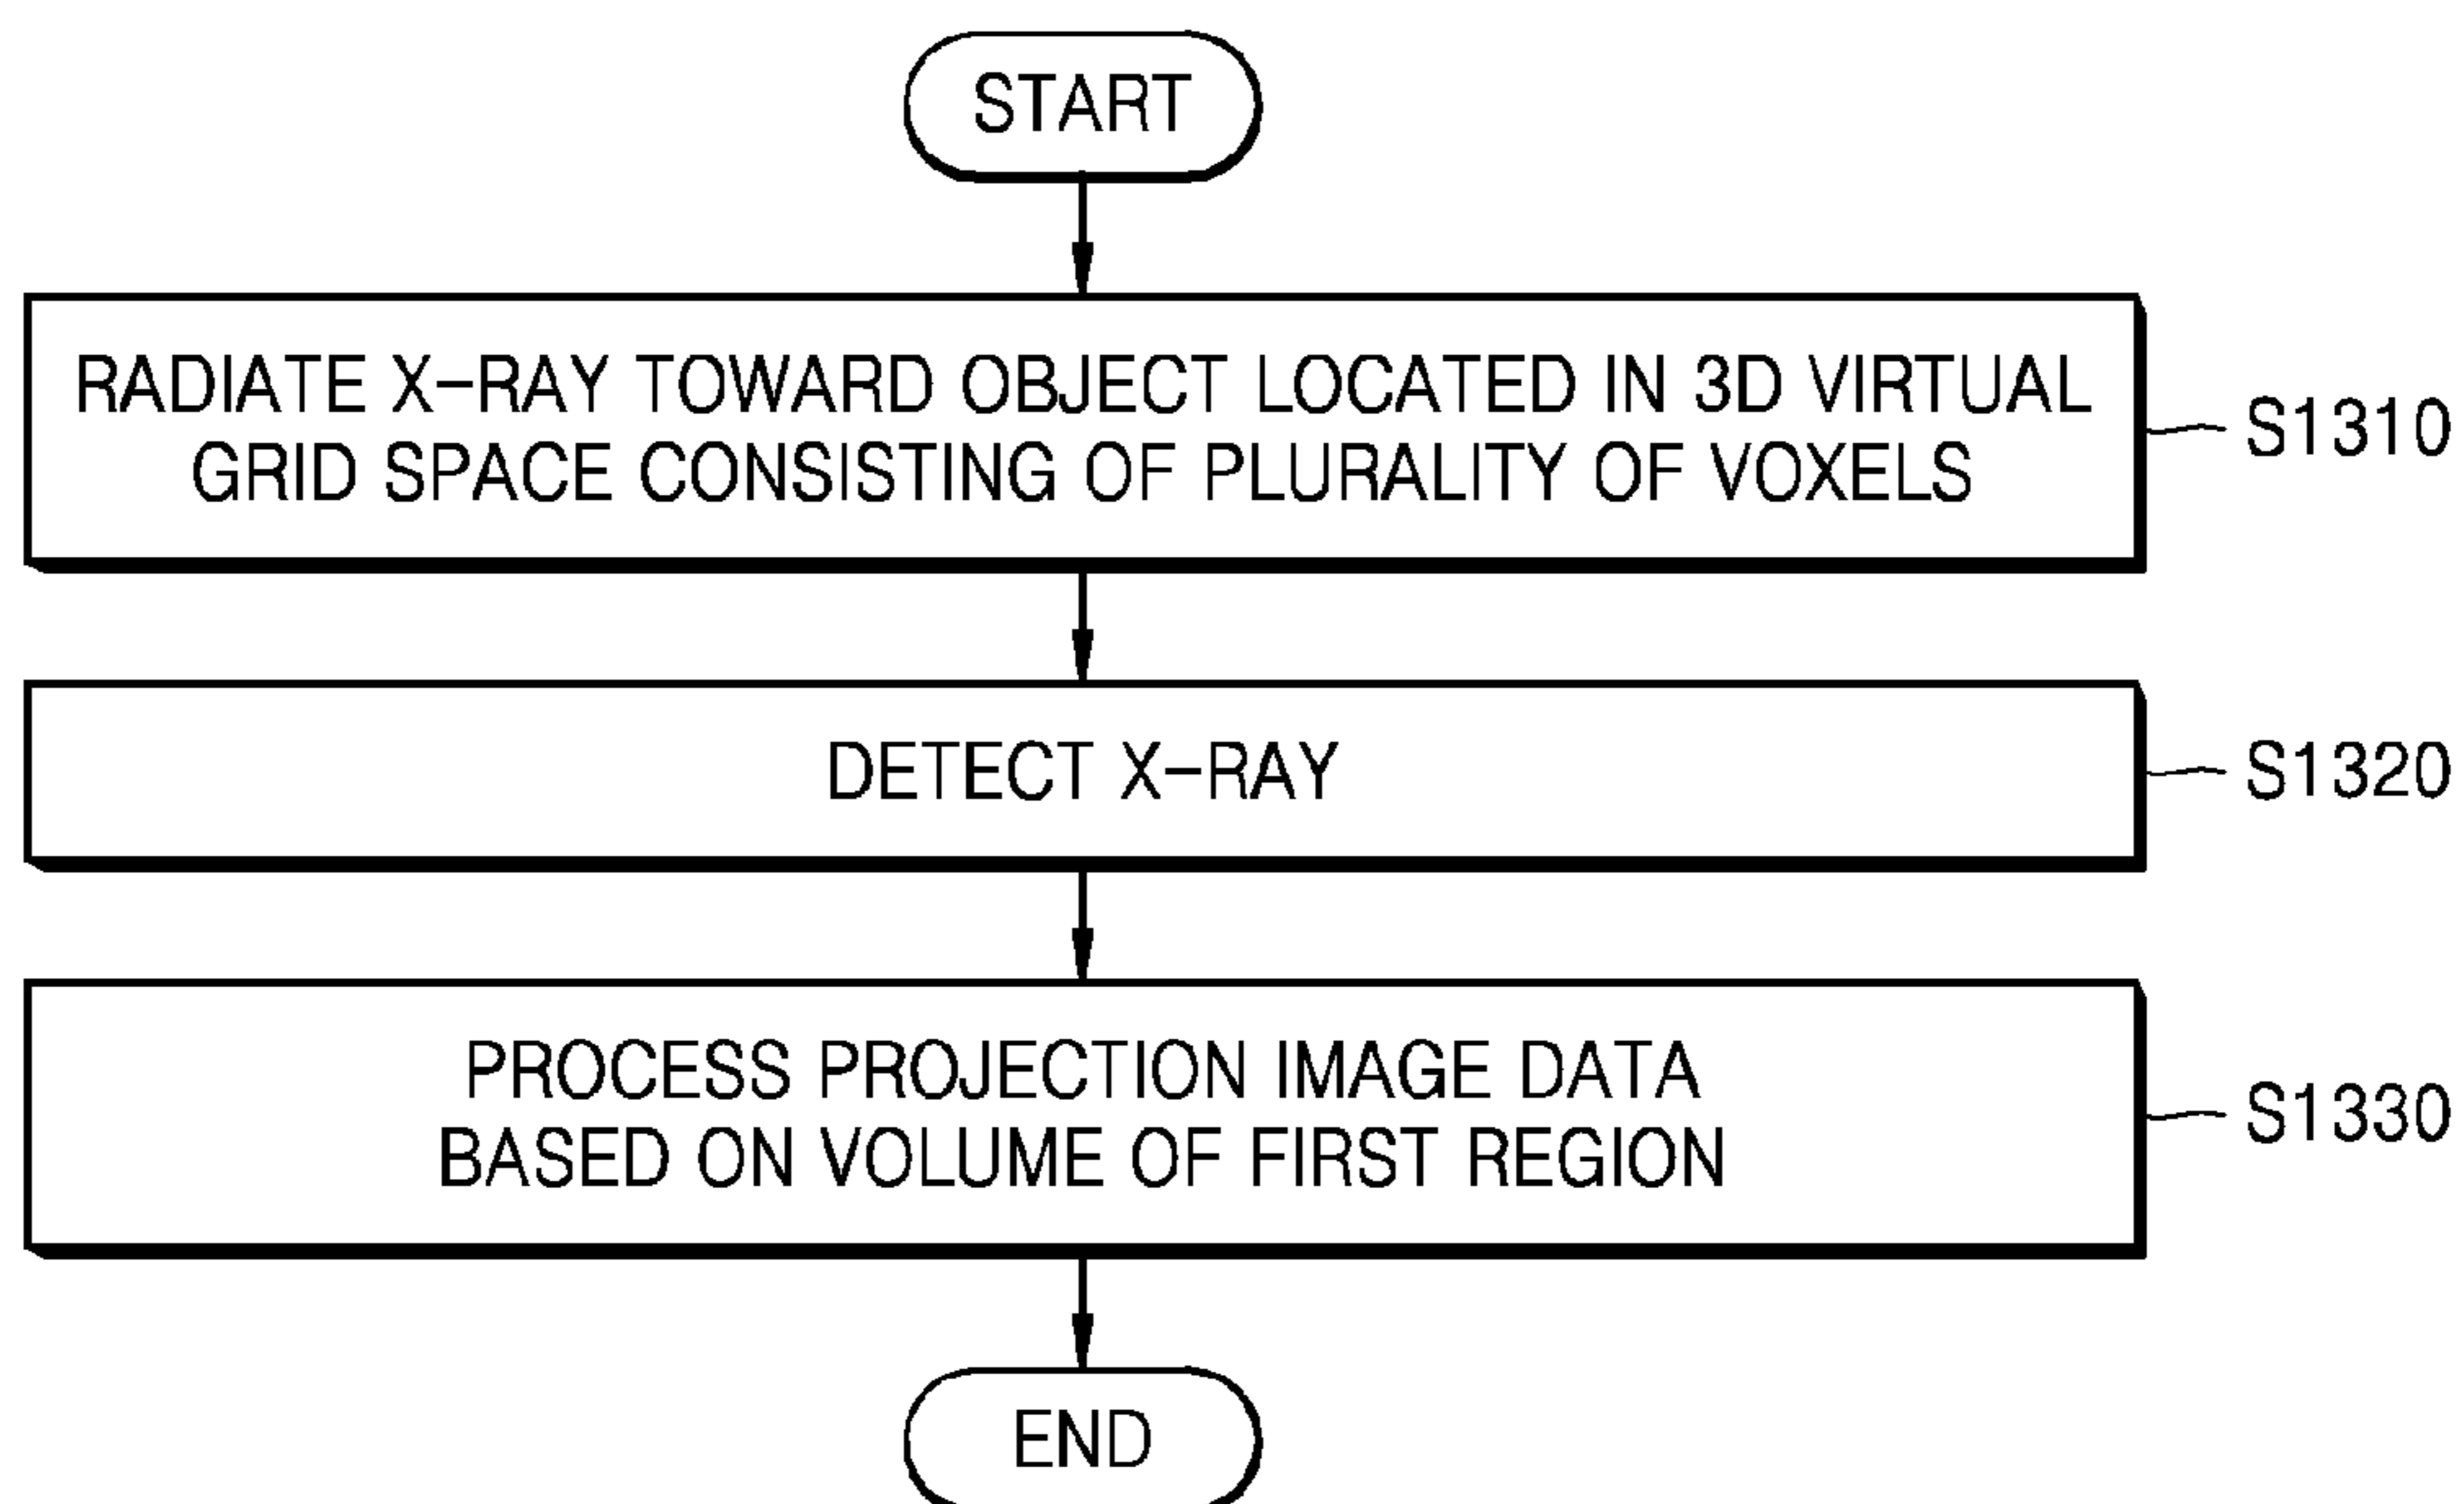 START
RADIATE X-RAY TOWARD OBJECT LOCATED IN 3D VIRTUAL
GRID SPACE CONSISTING OF PLURALITY OF VOXELS
S1310
DETECT X-RAY
S1320
PROCESS PROJECTION IMAGE DATA
BASED ON VOLUME OF FIRST REGION
S1330
END